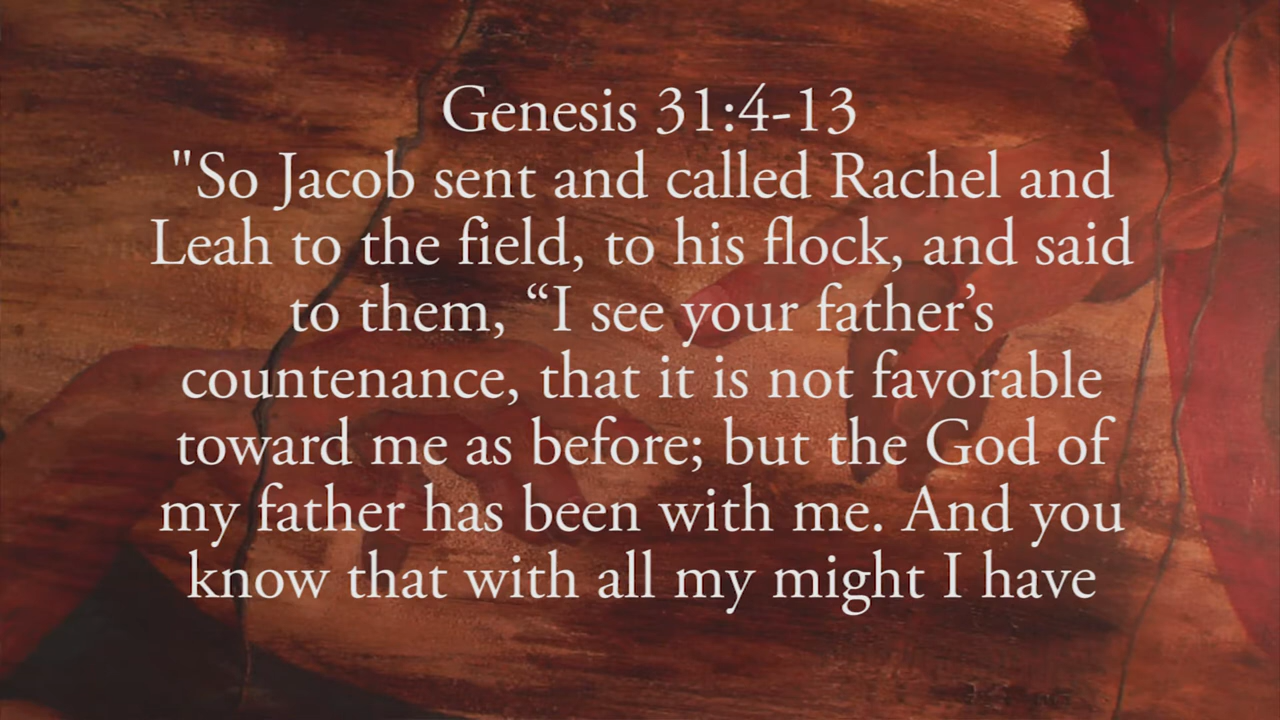 Genesis 31:4-13
"So Jacob sent and called Rachel and
Leah to the field, to his flock, and said
to them, “I see your father’s
countenance, that it is not favorable
toward me as before; but the God of
my father has been with me. And you
know that with all my might I have